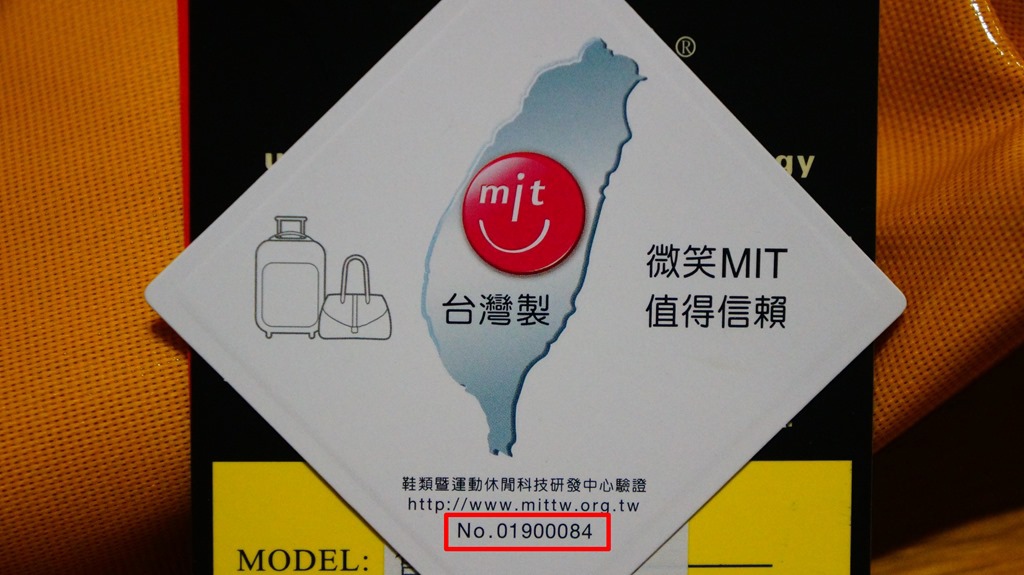 ®
mit
微笑MIT
值得信賴
台灣製
鞋類暨運動休閒科技研發中心驗證
http://www.mittw.org.tw
No.01900084
MODEL: